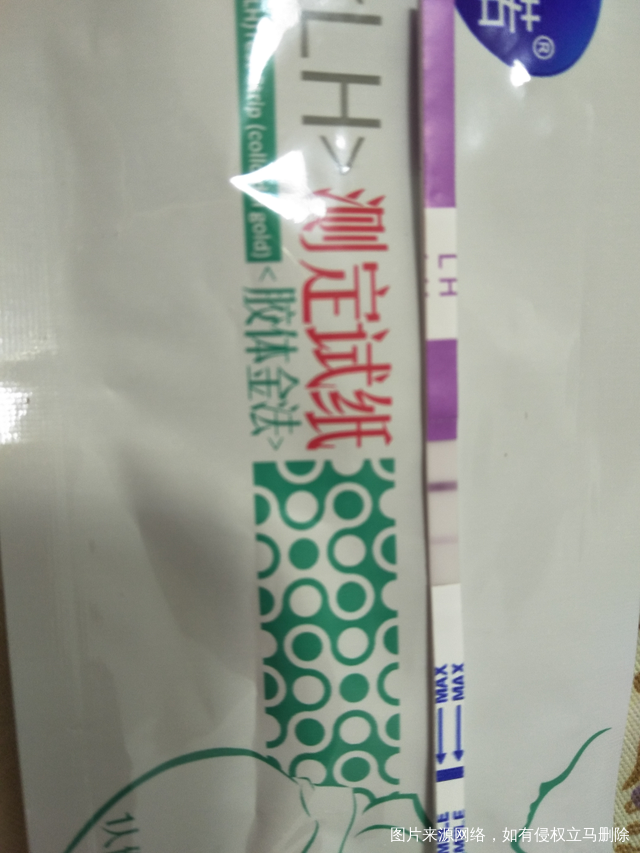 诺®
LH>
测定试纸
(colloidal gold)
<胶体金法>
LH
MAX
MAX
图片来源网络，如有侵权立马删除